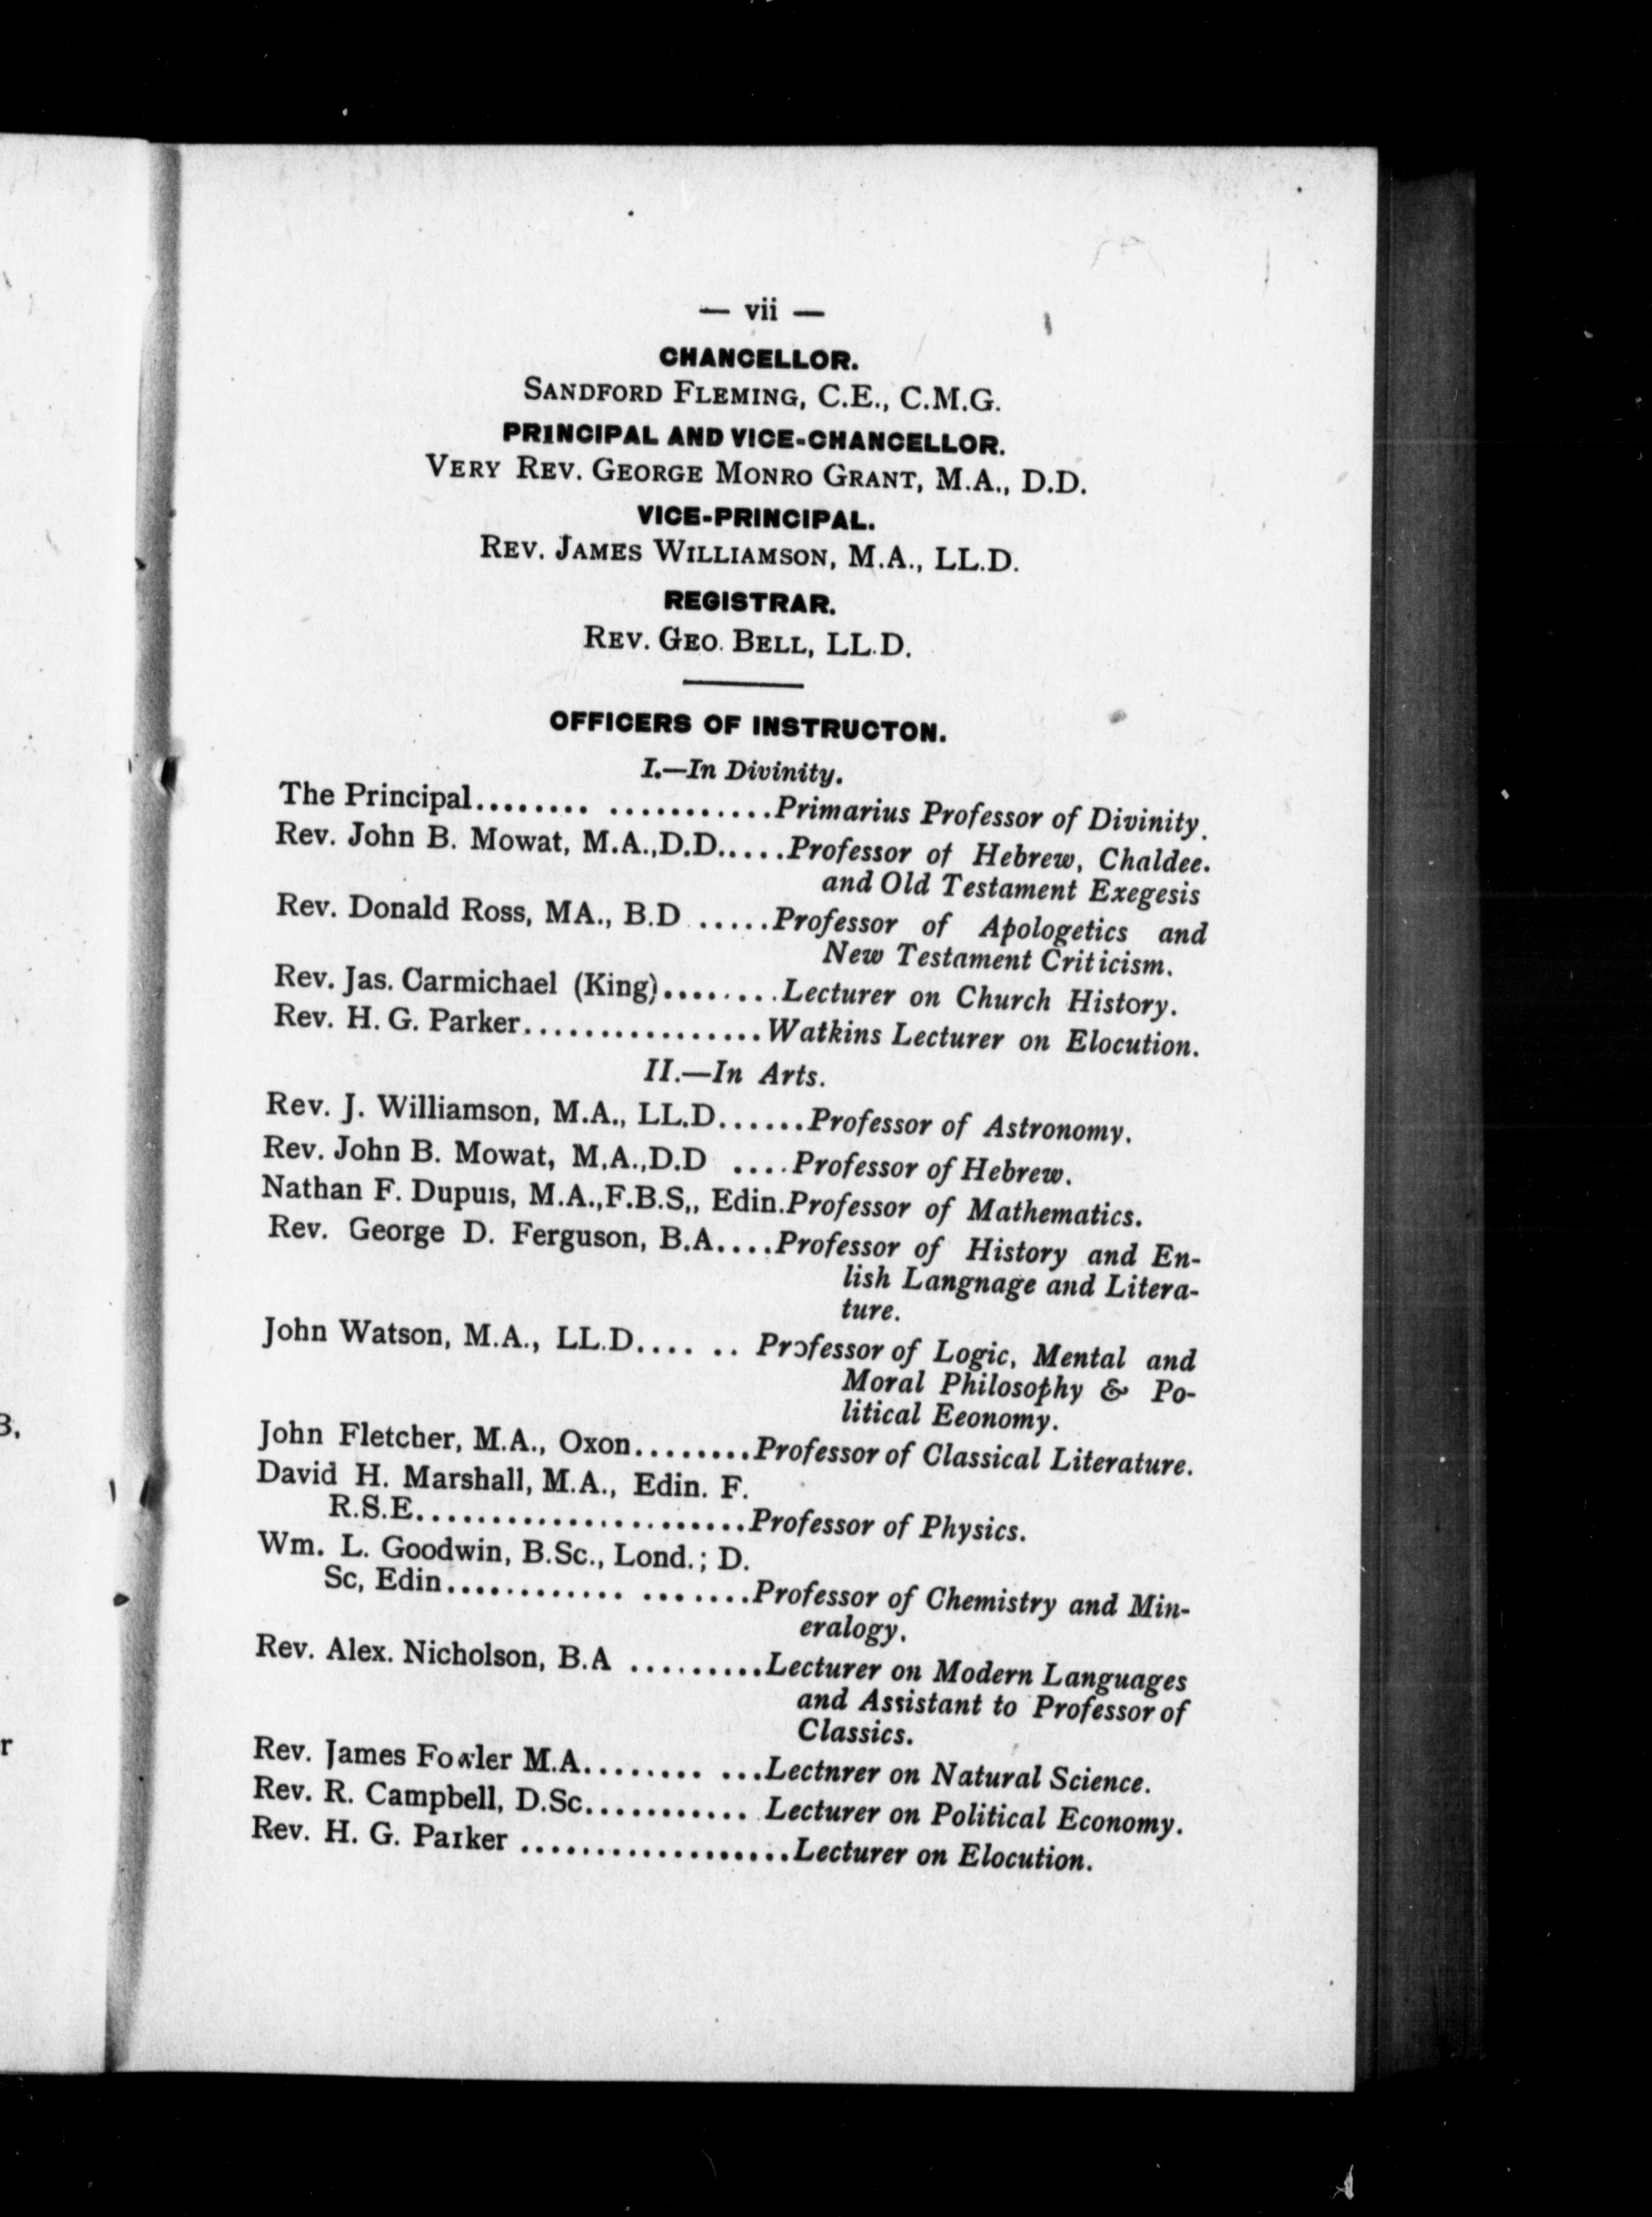 — vii —
CHANCELLOR.
SANDFORD FLEMING, C.E., C.M.G.
PRINCIPAL AND VICE-CHANCELLOR.
VERY REV. GEORGE MONRO GRANT, M.A., D.D.
VICE-PRINCIPAL.
REV. JAMES WILLIAMSON, M.A., LL.D.
REGISTRAR.
REV. GEO. BELL, LL.D.
OFFICERS OF INSTRUCTON.
I.—In Divinity.
The Principal........ ...........Primarius Professor of Divinity.
Rev. John B. Mowat, M.A.,D.D.....Professor of Hebrew, Chaldee.
and Old Testament Exegesis
Rev. Donald Ross, MA., B.D .....Professor of Apologetics and
New Testament Criticism.
Rev. Jas. Carmichael (King)........Lecturer on Church History.
Rev. H. G. Parker................Watkins Lecturer on Elocution.
II.—In Arts.
Rev. J. Williamson, M.A., LL.D......Professor of Astronomy.
Rev. John B. Mowat, M.A.,D.D ....Professor of Hebrew.
Nathan F. Dupuis, M.A.,F.B.S,, Edin.Professor of Mathematics.
Rev. George D. Ferguson, B.A....Professor of History and En-
lish Langnage and Litera-
ture.
John Watson, M.A., LL.D.... .. Professor of Logic, Mental and
Moral Philosophy & Po-
litical Eeonomy.
John Fletcher, M.A., Oxon........Professor of Classical Literature.
David H. Marshall, M.A., Edin. F.
R.S.E......................Professor of Physics.
Wm. L. Goodwin, B.Sc., Lond.; D.
Sc, Edin............ .......Professor of Chemistry and Min-
eralogy.
Rev. Alex. Nicholson, B.A .........Lecturer on Modern Languages
and Assistant to Professor of
Classics.
Rev. James Fowler M.A........ ...Lectnrer on Natural Science.
Rev. R. Campbell, D.Sc........... Lecturer on Political Economy.
Rev. H. G. Parker ..................Lecturer on Elocution.
B,
r